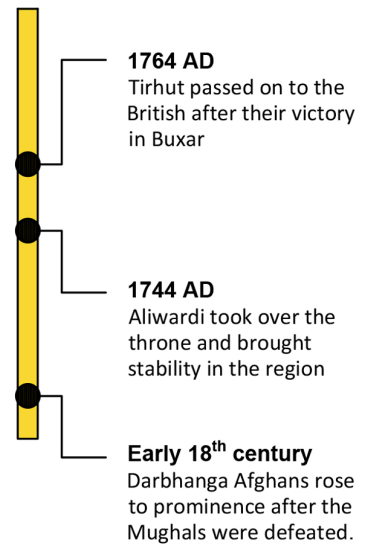 1764 AD
Tirhut passed on to the
British after their victory
in Buxar
1744 AD
Aliwardi took over the
throne and brought
stability in the region
Early 18th century
Darbhanga Afghans rose
to prominence after the
Mughals were defeated.